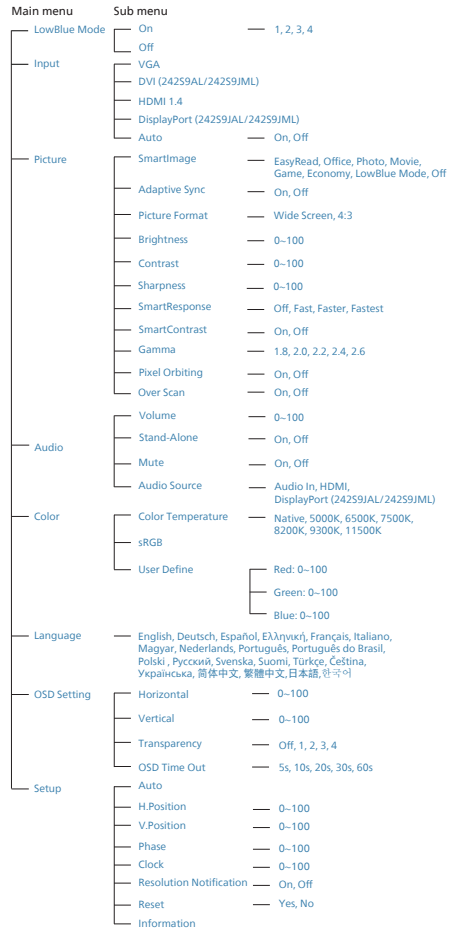 Main menu Sub menu
LowBlue Mode On 1, 2, 3, 4
Off
Input VGA
DVI (242S9AL/242S9JML)
HDMI 1.4
DisplayPort (242S9JAL/242S9JML)
Auto On, Off
Picture SmartImage EasyRead, Office, Photo, Movie,
Game, Economy, LowBlue Mode, Off
Adaptive Sync On, Off
Picture Format Wide Screen, 4:3
Brightness 0~100
Contrast 0~100
Sharpness 0~100
SmartResponse Off, Fast, Faster, Fastest
SmartContrast On, Off
Gamma 1.8, 2.0, 2.2, 2.4, 2.6
Pixel Orbiting On, Off
Over Scan On, Off
Audio Volume 0~100
Stand-Alone On, Off
Mute On, Off
Audio Source Audio In, HDMI,
DisplayPort (242S9JAL/242S9JML)
Color Color Temperature Native, 5000K, 6500K, 7500K,
8200K, 9300K, 11500K
sRGB
User Define Red: 0~100
Green: 0~100
Blue: 0~100
Language English, Deutsch, Español, Ελληνική, Français, Italiano,
Magyar, Nederlands, Português, Português do Brasil,
Polski , Русский, Svenska, Suomi, Türkçe, Čeština,
Українська, 简体中文, 繁體中文,日本語,한국어
OSD Setting Horizontal 0~100
Vertical 0~100
Transparency Off, 1, 2, 3, 4
OSD Time Out 5s, 10s, 20s, 30s, 60s
Setup Auto
H.Position 0~100
V.Position 0~100
Phase 0~100
Clock 0~100
Resolution Notification On, Off
Reset Yes, No
Information